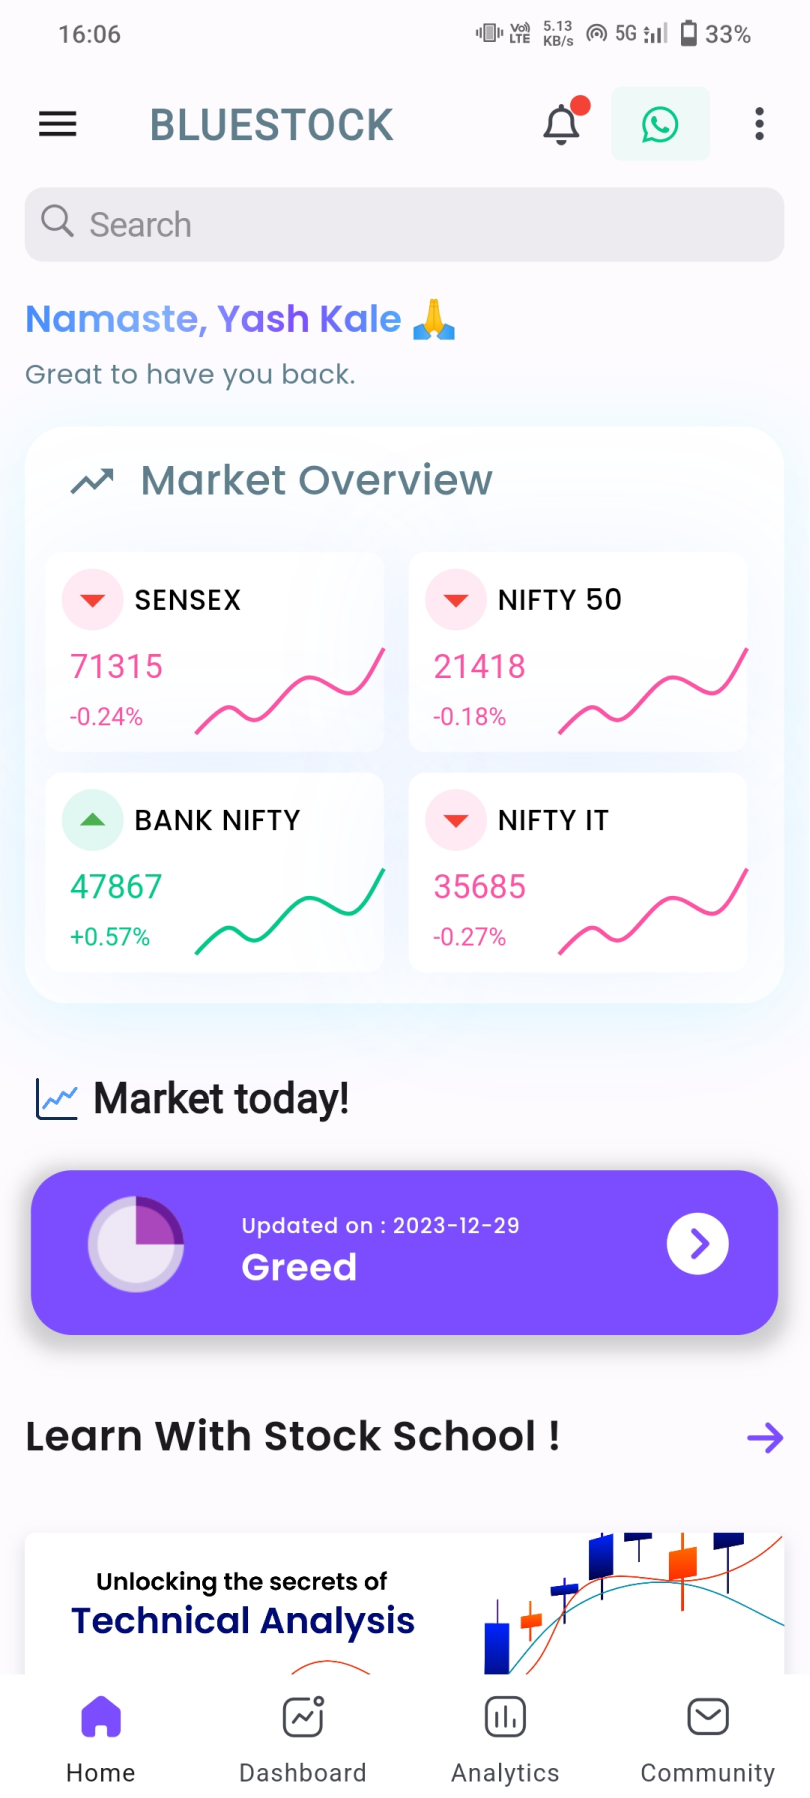 16:06
Vo) LTE 5.13 KB/s 5G 33%
BLUESTOCK
Search
Namaste, Yash Kale 🙏
Great to have you back.
Market Overview
SENSEX
71315
-0.24%
NIFTY 50
21418
-0.18%
BANK NIFTY
47867
+0.57%
NIFTY IT
35685
-0.27%
Market today!
Updated on : 2023-12-29
Greed
Learn With Stock School !
Unlocking the secrets of
Technical Analysis
Home
Dashboard
Analytics
Community